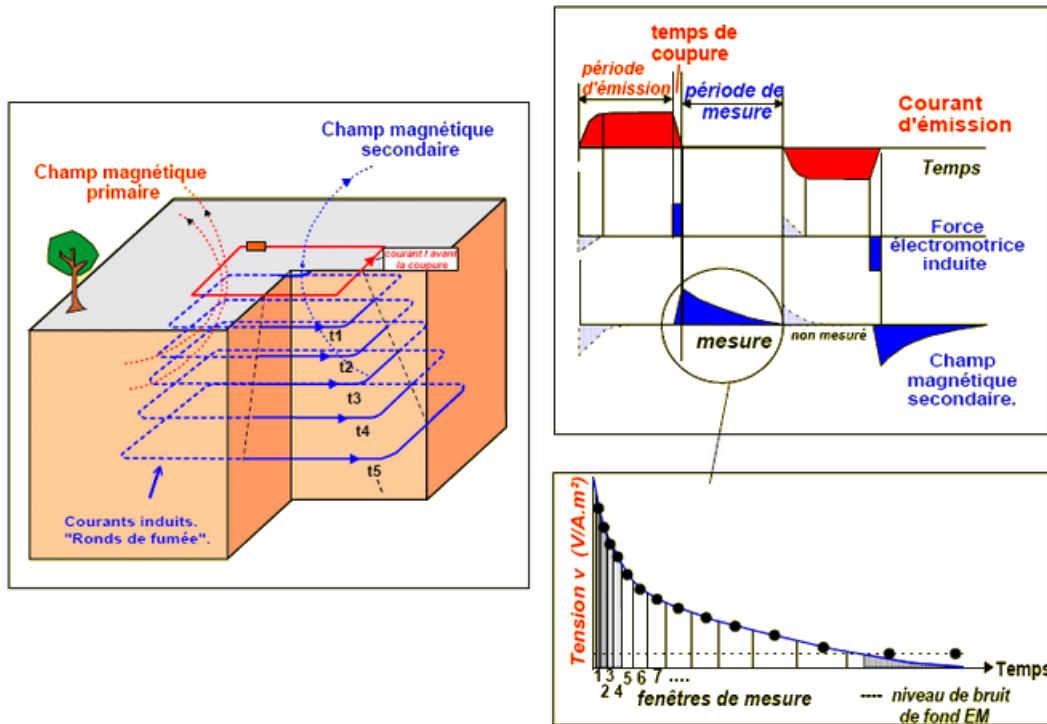 Champ magnétique
secondaire
Champ magnétique
primaire
courant I avant
la coupure
t1
t2
t3
t4
t5
Courants induits.
"Ronds de fumée".
temps de
coupure
période
d'émission
période de
mesure
Courant
d'émission
Temps
Force
électromotrice
induite
mesure
non mesuré
Champ
magnétique
secondaire.
Tension v (V/A.m²)
Temps
1 2 3 4 5 6 7 ....
fenêtres de mesure
---- niveau de bruit
de fond EM